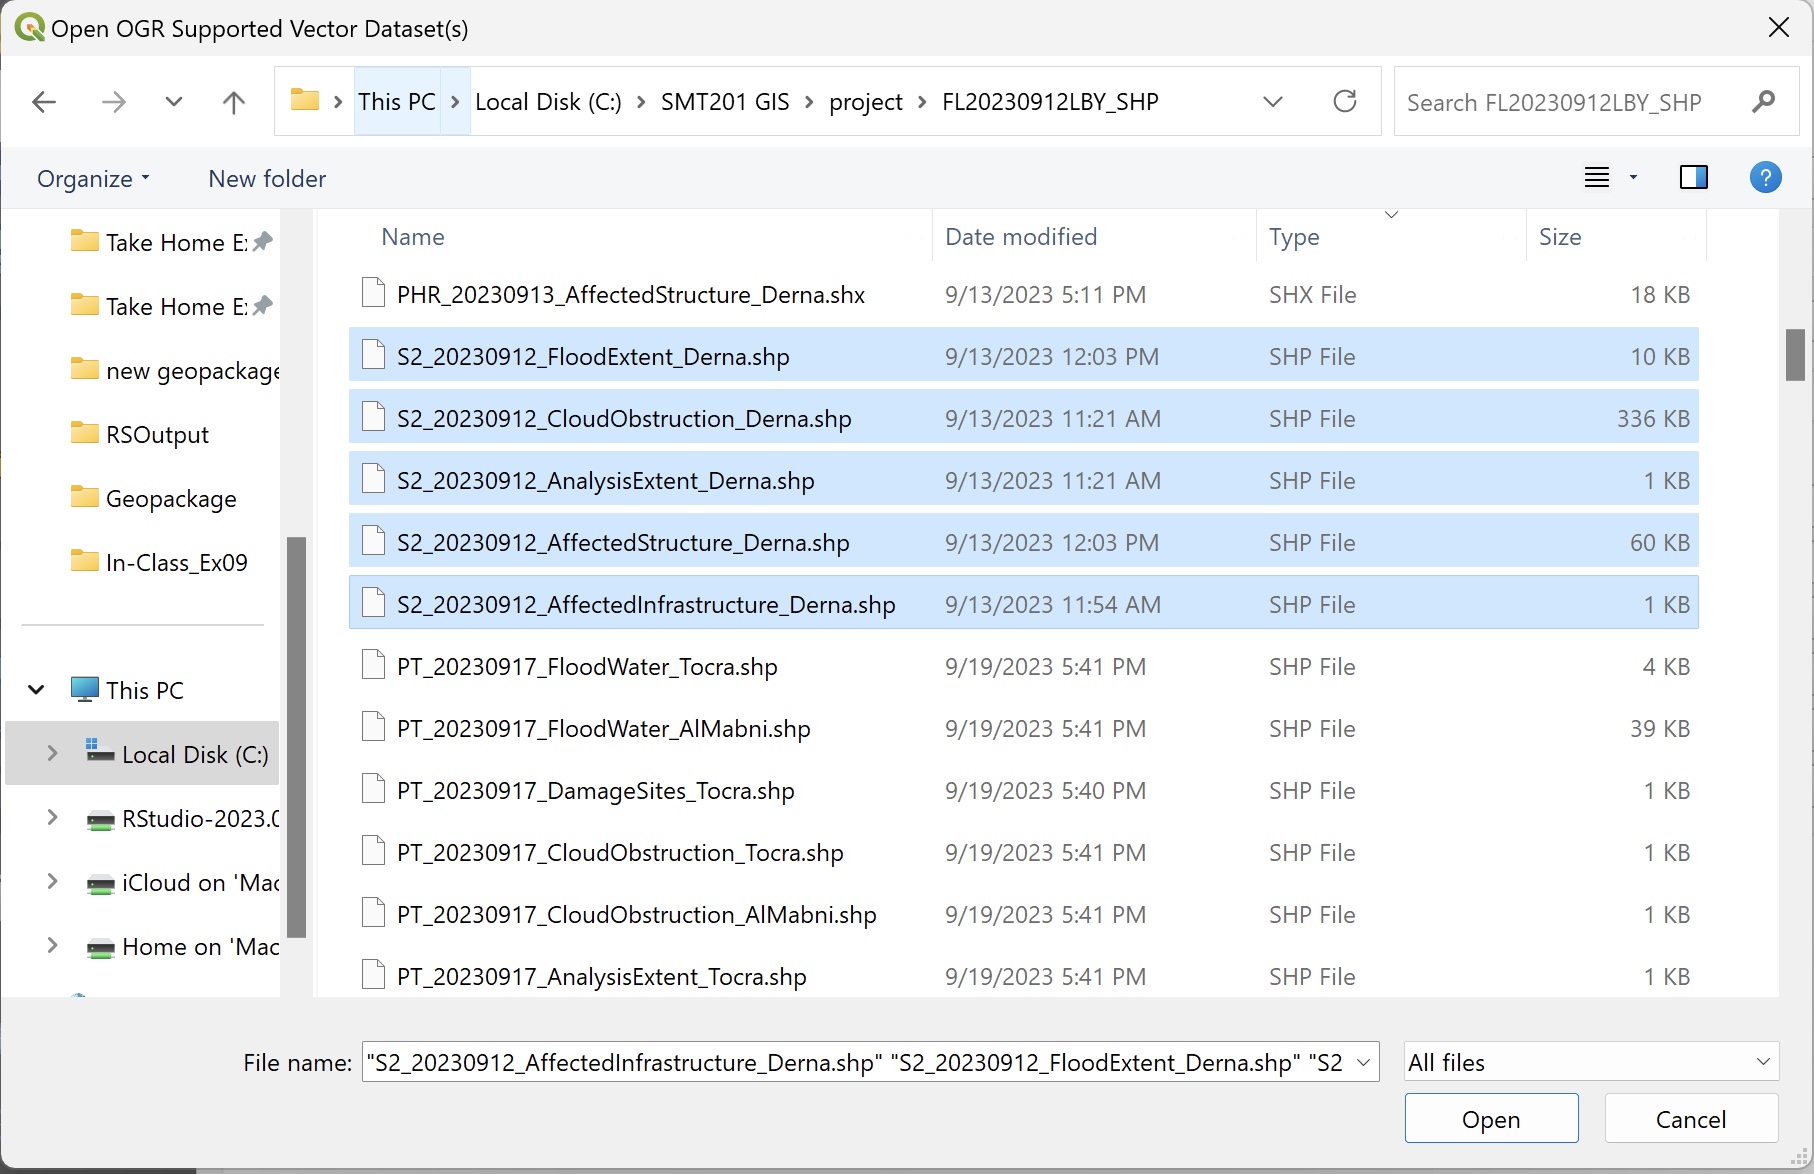 Open OGR Supported Vector Dataset(s)
This PC > Local Disk (C:) > SMT201 GIS > project > FL20230912LBY_SHP
Search FL20230912LBY_SHP
Organize New folder
Take Home E
Take Home E
new geopackage
RSOutput
Geopackage
In-Class_Ex09
This PC
Local Disk (C:)
RStudio-2023.0
iCloud on 'Mac
Home on 'Mac
Name Date modified Type Size
PHR_20230913_AffectedStructure_Derna.shx 9/13/2023 5:11 PM SHX File 18 KB
S2_20230912_FloodExtent_Derna.shp 9/13/2023 12:03 PM SHP File 10 KB
S2_20230912_CloudObstruction_Derna.shp 9/13/2023 11:21 AM SHP File 336 KB
S2_20230912_AnalysisExtent_Derna.shp 9/13/2023 11:21 AM SHP File 1 KB
S2_20230912_AffectedStructure_Derna.shp 9/13/2023 12:03 PM SHP File 60 KB
S2_20230912_AffectedInfrastructure_Derna.shp 9/13/2023 11:54 AM SHP File 1 KB
PT_20230917_FloodWater_Tocra.shp 9/19/2023 5:41 PM SHP File 4 KB
PT_20230917_FloodWater_AlMabni.shp 9/19/2023 5:41 PM SHP File 39 KB
PT_20230917_DamageSites_Tocra.shp 9/19/2023 5:40 PM SHP File 1 KB
PT_20230917_CloudObstruction_Tocra.shp 9/19/2023 5:41 PM SHP File 1 KB
PT_20230917_CloudObstruction_AlMabni.shp 9/19/2023 5:41 PM SHP File 1 KB
PT_20230917_AnalysisExtent_Tocra.shp 9/19/2023 5:41 PM SHP File 1 KB
File name: "S2_20230912_AffectedInfrastructure_Derna.shp" "S2_20230912_FloodExtent_Derna.shp" "S2
All files
Open Cancel